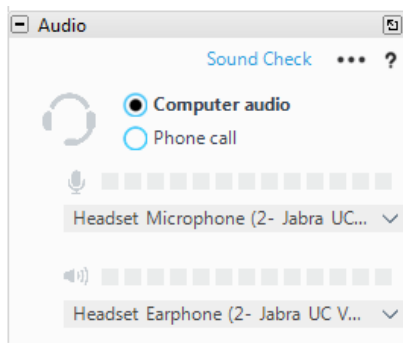 Audio
Sound Check ••• ?
Computer audio
Phone call
Headset Microphone (2- Jabra UC...
Headset Earphone (2- Jabra UC V...